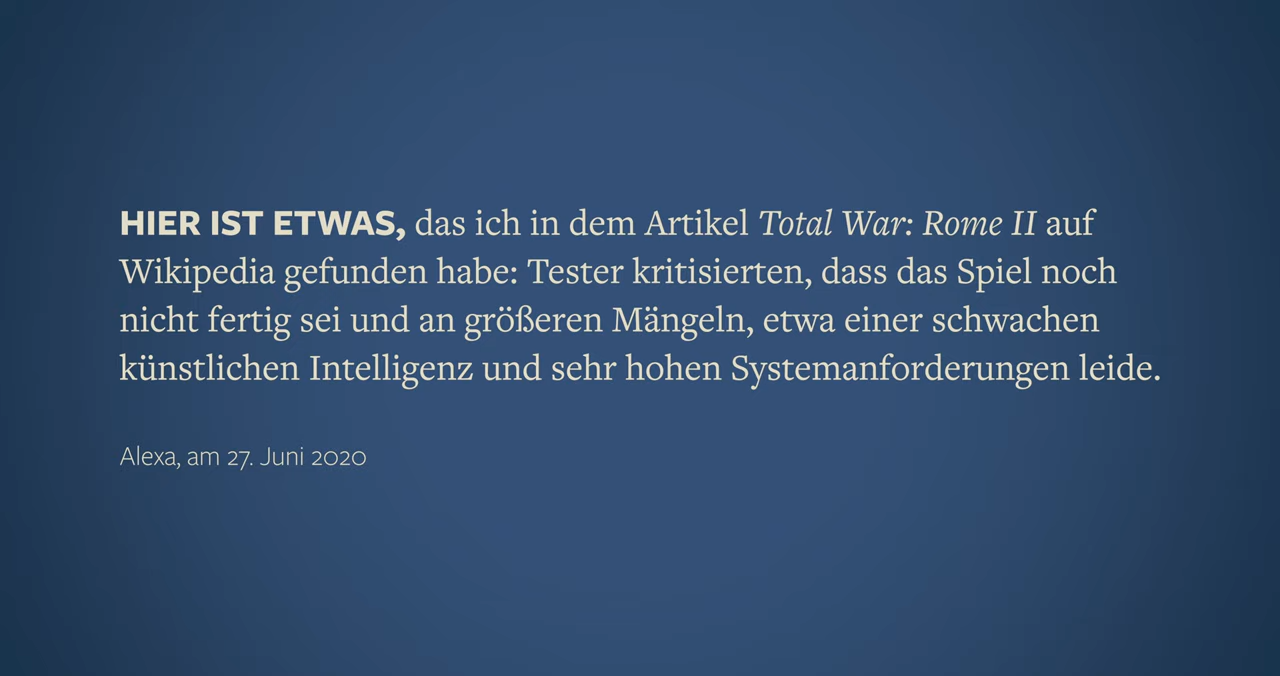 HIER IST ETWAS, das ich in dem Artikel Total War: Rome II auf
Wikipedia gefunden habe: Tester kritisierten, dass das Spiel noch
nicht fertig sei und an größeren Mängeln, etwa einer schwachen
künstlichen Intelligenz und sehr hohen Systemanforderungen leide.
Alexa, am 27. Juni 2020